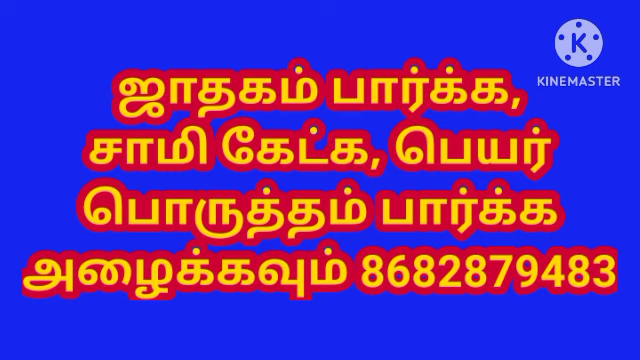 KINEMASTER
ஜாதகம் பார்க்க,
சாமி கேட்க, பெயர்
பொருத்தம் பார்க்க
அழைக்கவும் 8682879483